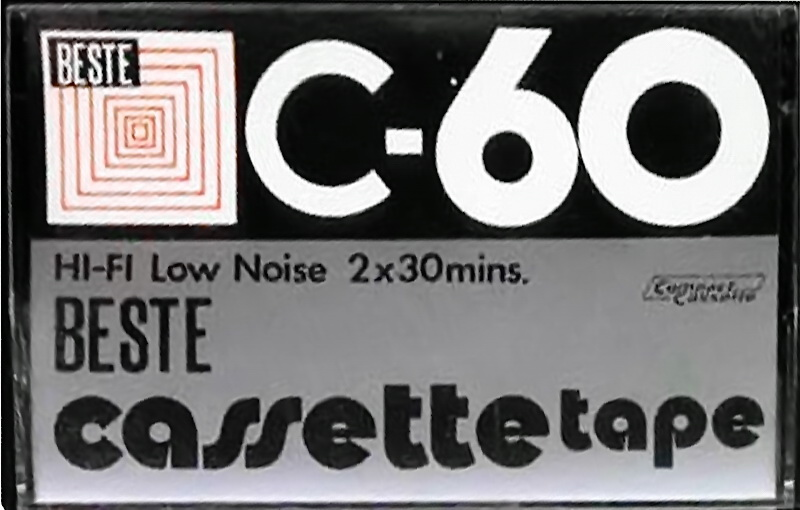 BESTE
C-60
HI-FI Low Noise 2x30mins.
Compact
Cassette
BESTE
cassette tape